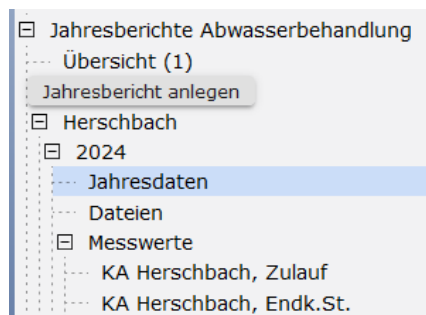 Jahresberichte Abwasserbehandlung
Übersicht (1)
Jahresbericht anlegen
Herschbach
2024
Jahresdaten
Dateien
Messwerte
KA Herschbach, Zulauf
KA Herschbach, Endk.St.